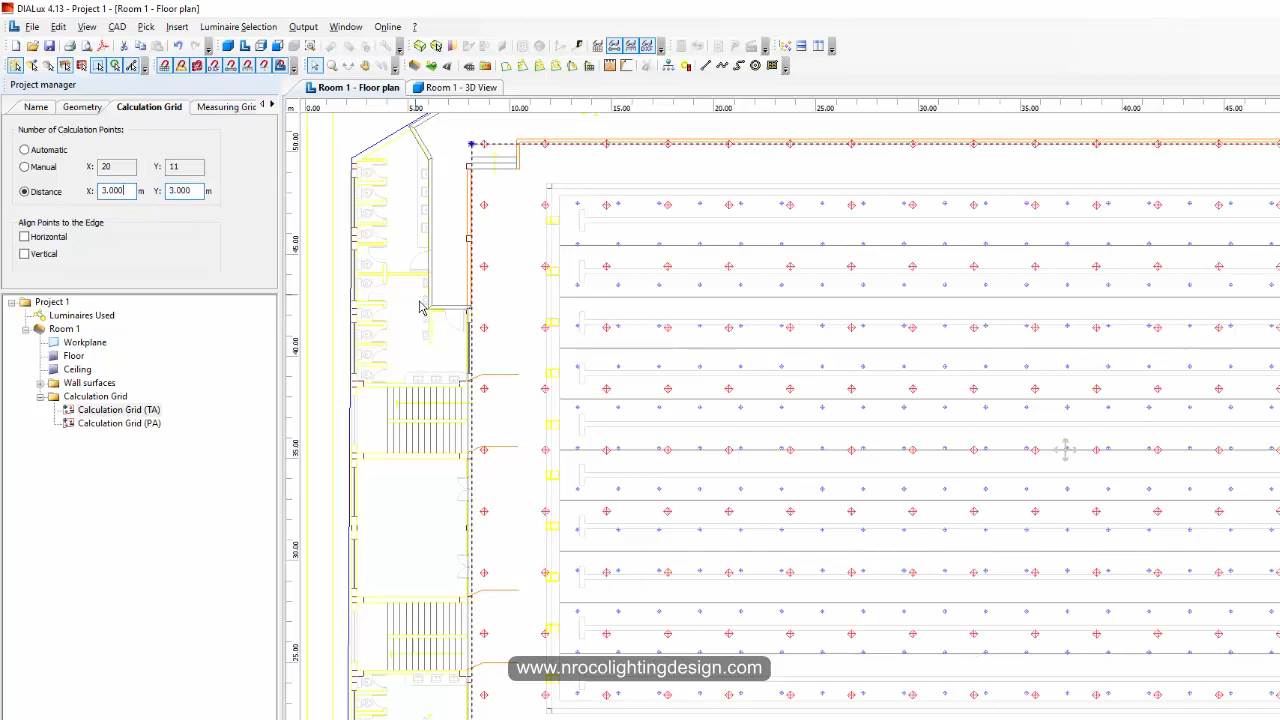 DIALux 4.13 - Project 1 - [Room 1 - Floor plan]
File Edit View CAD Pick Insert Luminaire Selection Output Window Online ?
Project manager
Room 1 - Floor plan Room 1 - 3D View
Name Geometry Calculation Grid Measuring Grid
m 0.00 5.00 10.00 15.00 20.00 25.00 30.00 35.00 40.00 45.00
Number of Calculation Points:
Automatic
Manual X: 20 Y: 11
Distance X: 3.000 m Y: 3.000 m
Align Points to the Edge
Horizontal
Vertical
Project 1
Luminaires Used
Room 1
Workplane
Floor
Ceiling
Wall surfaces
Calculation Grid
Calculation Grid (TA)
Calculation Grid (PA)
50.00
45.00
40.00
35.00
30.00
25.00
www.nrocolightingdesign.com